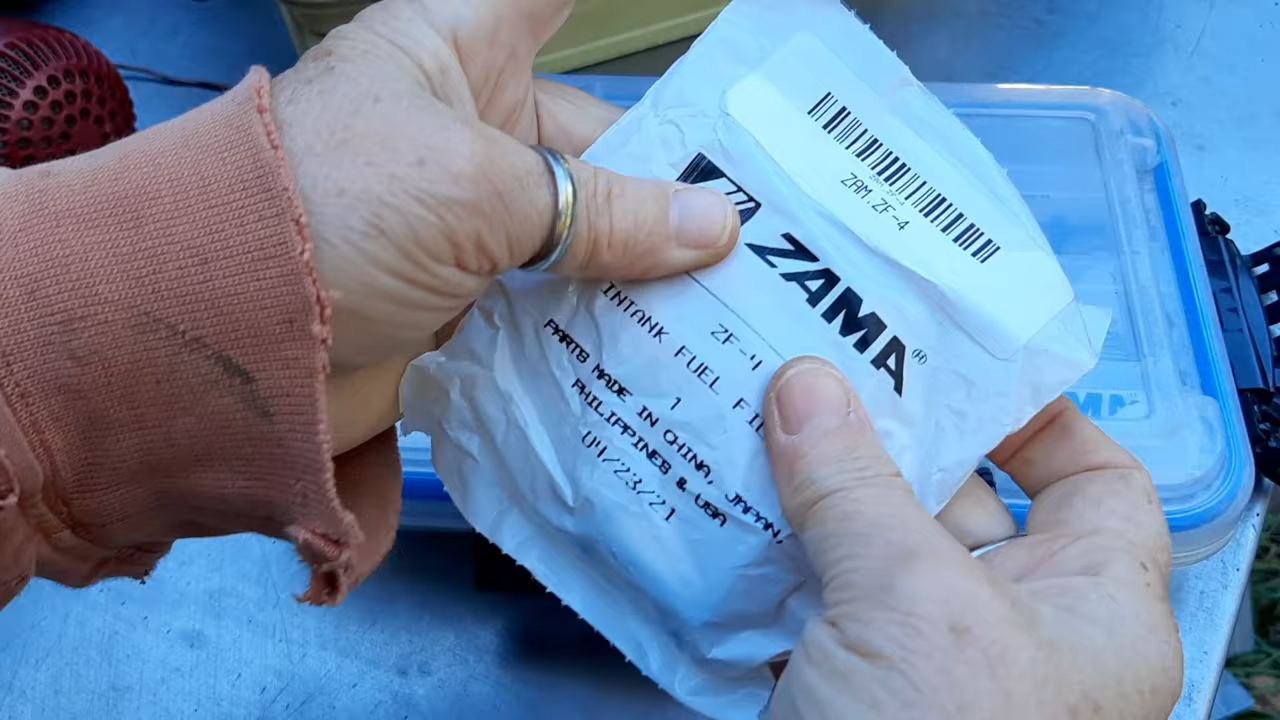 ZAM.ZF-4
ZAMA®
ZF-4
INTANK FUEL FIL
1
PARTS MADE IN CHINA, JAPAN,
PHILIPPINES & USA
04/23/21